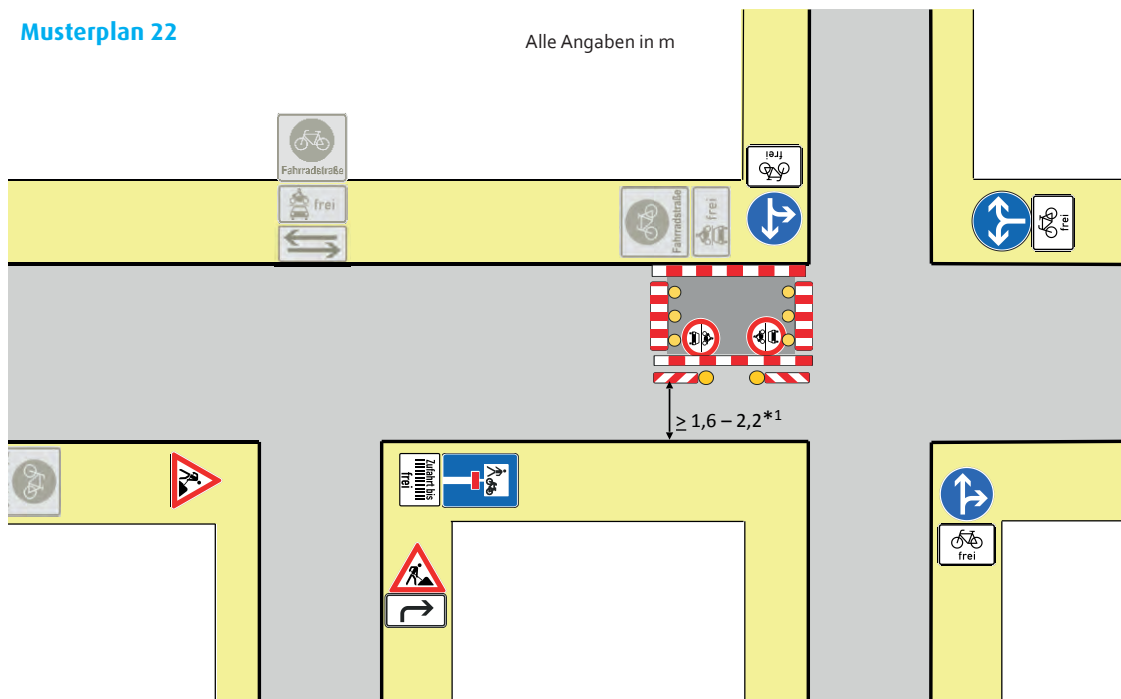 Musterplan 22
Alle Angaben in m
Fahrradstraße
frei
Fahrradstraße
frei
frei
frei
≥ 1,6 – 2,2*1
Zufahrt bis
frei
frei